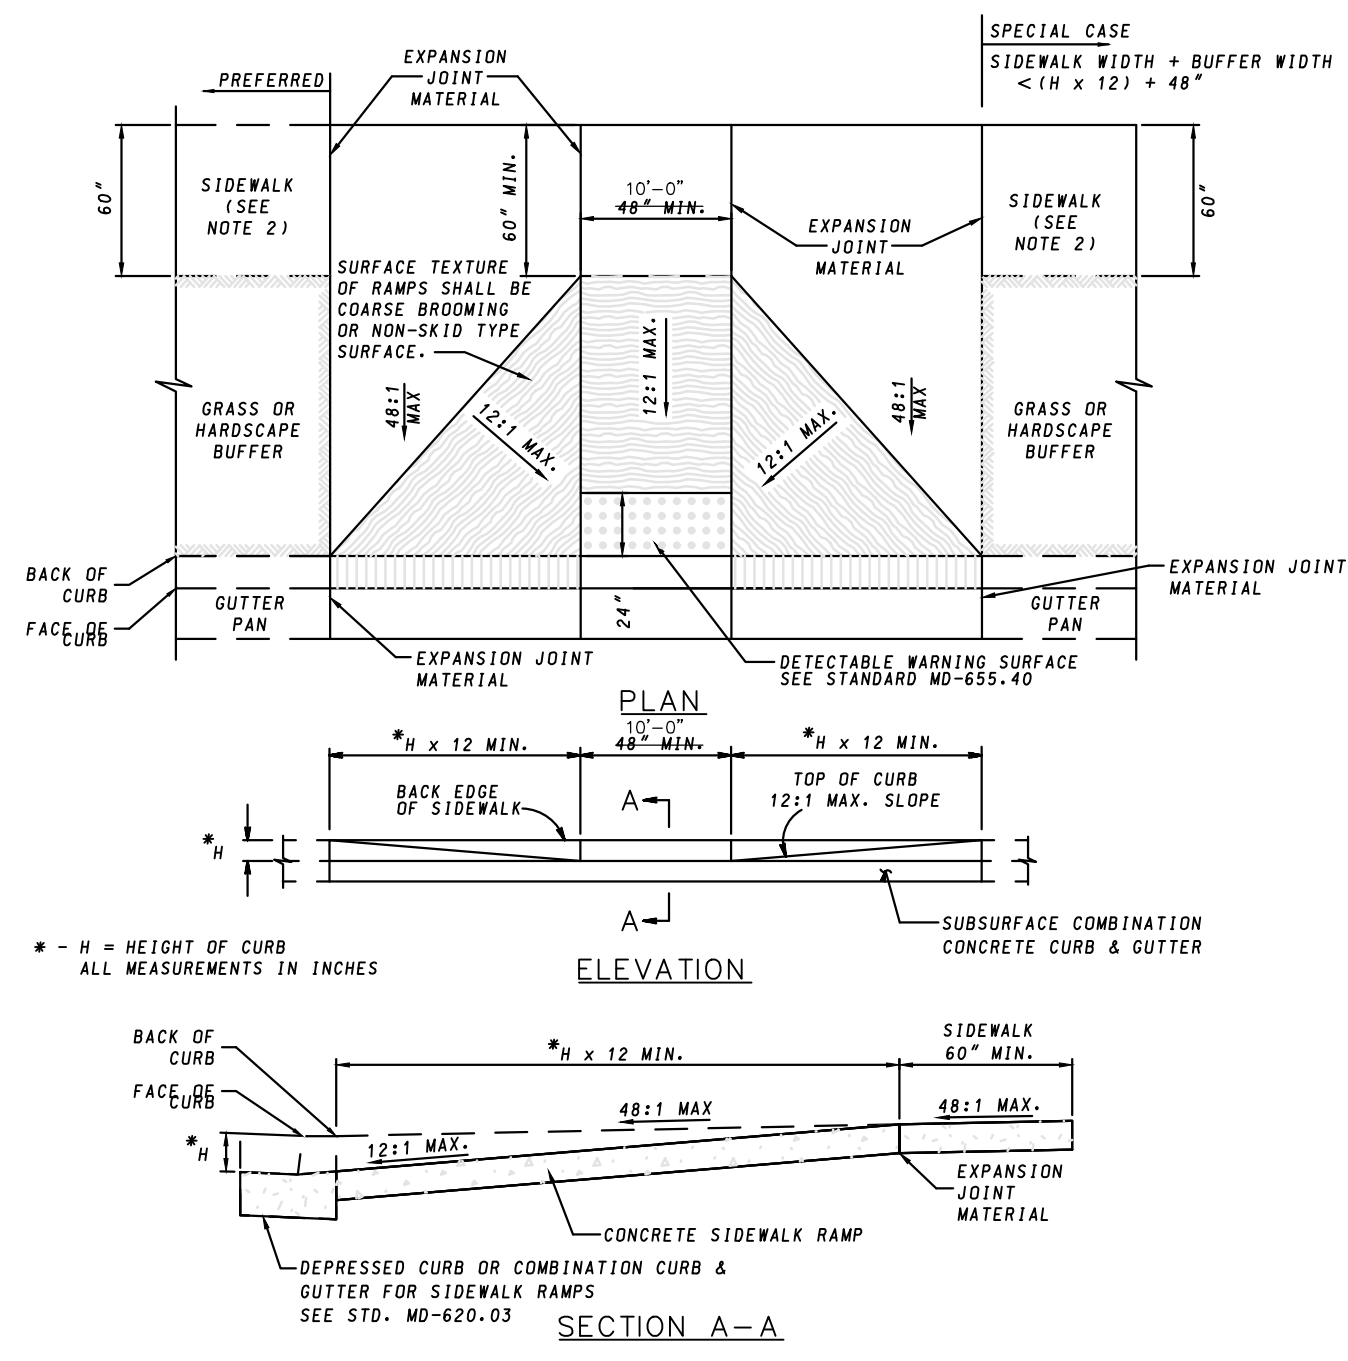 SPECIAL CASE
SIDEWALK WIDTH + BUFFER WIDTH
<(H x 12) + 48"
EXPANSION
JOINT
MATERIAL
PREFERRED
60"
SIDEWALK
(SEE
NOTE 2)
60" MIN.
10'-0"
48" MIN.
EXPANSION
JOINT
MATERIAL
SIDEWALK
(SEE
NOTE 2)
60"
SURFACE TEXTURE
OF RAMPS SHALL BE
COARSE BROOMING
OR NON-SKID TYPE
SURFACE.
48:1
MAX
12:1 MAX.
12:1 MAX.
12:1 MAX.
48:1
MAX
GRASS OR
HARDSCAPE
BUFFER
GRASS OR
HARDSCAPE
BUFFER
BACK OF
CURB
FACE OF
CURB
GUTTER
PAN
24"
GUTTER
PAN
EXPANSION JOINT
MATERIAL
EXPANSION JOINT
MATERIAL
DETECTABLE WARNING SURFACE
SEE STANDARD MD-655.40
PLAN
*H x 12 MIN.
10'-0"
48" MIN.
*H x 12 MIN.
BACK EDGE
OF SIDEWALK
A
TOP OF CURB
12:1 MAX. SLOPE
*H
A
SUBSURFACE COMBINATION
CONCRETE CURB & GUTTER
* - H = HEIGHT OF CURB
ALL MEASUREMENTS IN INCHES
ELEVATION
BACK OF
CURB
FACE OF
CURB
*H x 12 MIN.
SIDEWALK
60" MIN.
*H
12:1 MAX.
48:1 MAX
48:1 MAX.
EXPANSION
JOINT
MATERIAL
CONCRETE SIDEWALK RAMP
DEPRESSED CURB OR COMBINATION CURB &
GUTTER FOR SIDEWALK RAMPS
SEE STD. MD-620.03
SECTION A-A